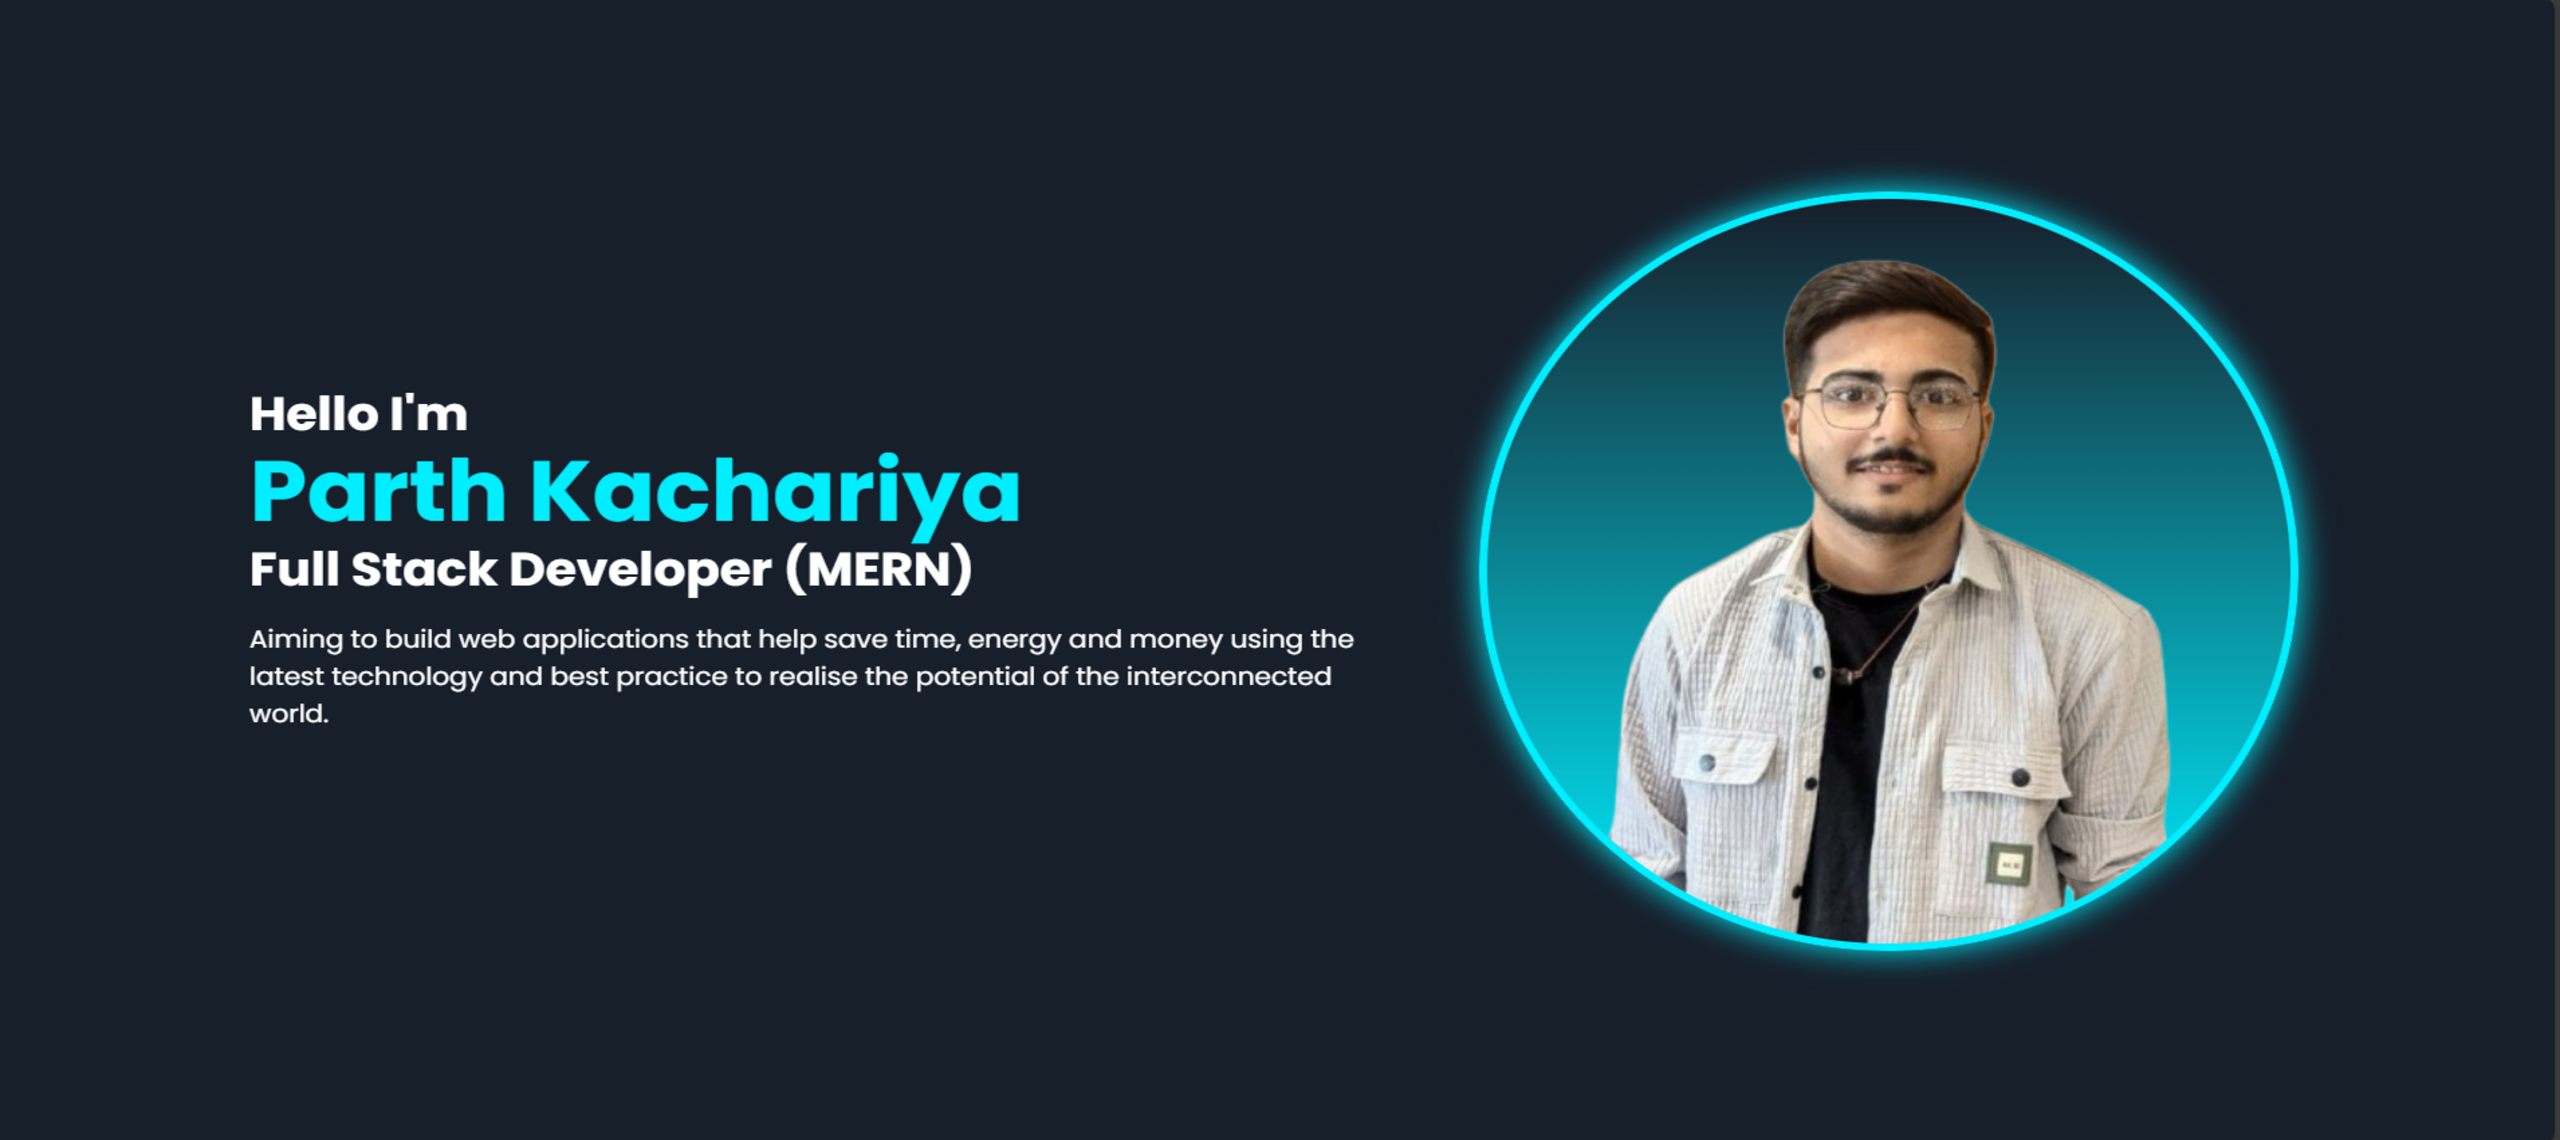 Hello I'm
Parth Kachariya
Full Stack Developer (MERN)
Aiming to build web applications that help save time, energy and money using the
latest technology and best practice to realise the potential of the interconnected
world.